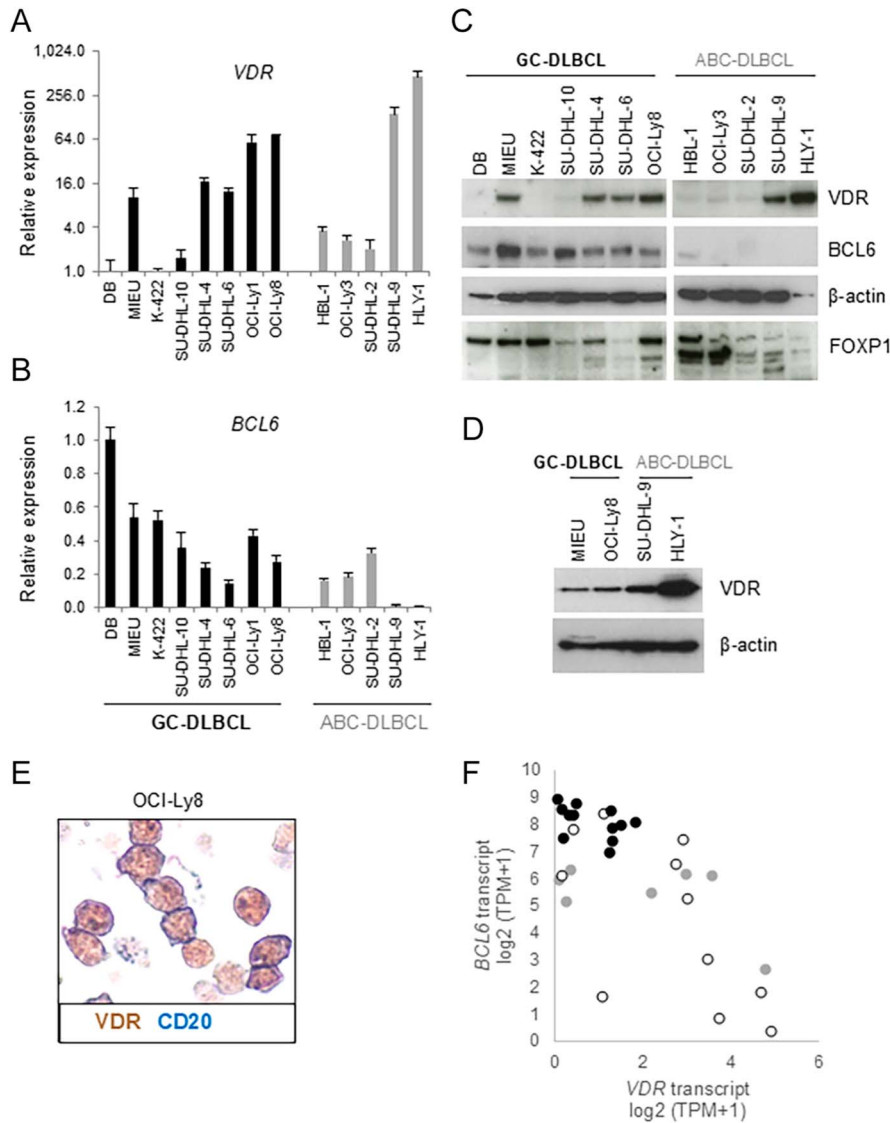 A
VDR
Relative expression
1,024.0
256.0
64.0
16.0
4.0
1.0
DB
MIEU
K-422
SU-DHL-10
SU-DHL-4
SU-DHL-6
OCI-Ly1
OCI-Ly8
HBL-1
OCI-Ly3
SU-DHL-2
SU-DHL-9
HLY-1
B
BCL6
Relative expression
1.2
1.0
0.8
0.6
0.4
0.2
0.0
DB
MIEU
K-422
SU-DHL-10
SU-DHL-4
SU-DHL-6
OCI-Ly1
OCI-Ly8
HBL-1
OCI-Ly3
SU-DHL-2
SU-DHL-9
HLY-1
GC-DLBCL
ABC-DLBCL
C
GC-DLBCL
ABC-DLBCL
DB
MIEU
K-422
SU-DHL-10
SU-DHL-4
SU-DHL-6
OCI-Ly8
HBL-1
OCI-Ly3
SU-DHL-2
SU-DHL-9
HLY-1
VDR
BCL6
β-actin
FOXP1
D
GC-DLBCL
ABC-DLBCL
MIEU
OCI-Ly8
SU-DHL-9
HLY-1
VDR
β-actin
E
OCI-Ly8
VDR CD20
F
BCL6 transcript
log2 (TPM+1)
10
9
8
7
6
5
4
3
2
1
0
0
2
4
6
VDR transcript
log2 (TPM+1)